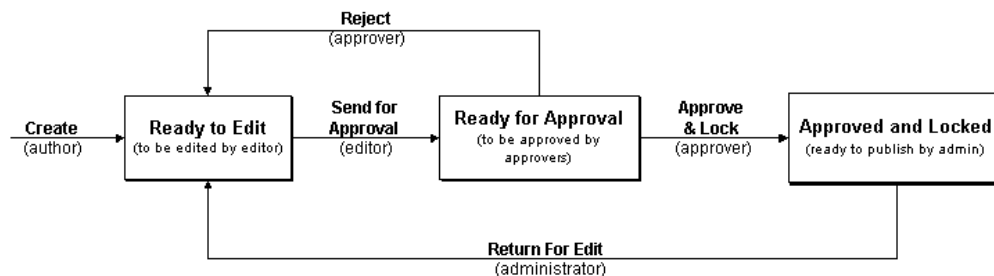 Reject
(approver)
Create
(author)
Ready to Edit
(to be edited by editor)
Send for
Approval
(editor)
Ready for Approval
(to be approved by
approvers)
Approve
& Lock
(approver)
Approved and Locked
(ready to publish by admin)
Return For Edit
(administrator)